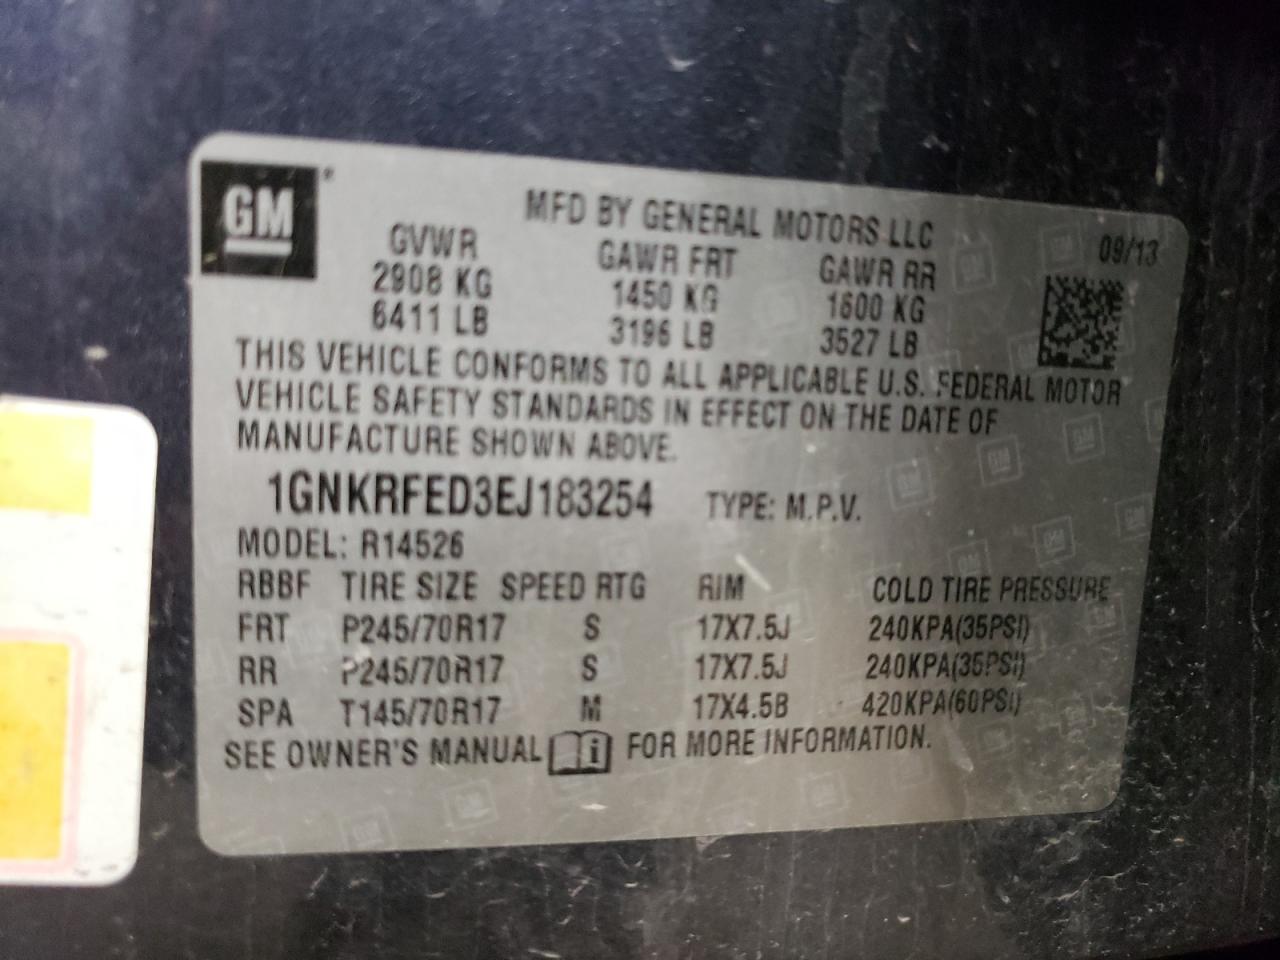 GM
MFD BY GENERAL MOTORS LLC
GVWR GAWR FRT GAWR RR 09/13
2908 KG 1450 KG 1600 KG
6411 LB 3196 LB 3527 LB
THIS VEHICLE CONFORMS TO ALL APPLICABLE U.S. FEDERAL MOTOR
VEHICLE SAFETY STANDARDS IN EFFECT ON THE DATE OF
MANUFACTURE SHOWN ABOVE.
1GNKRFED3EJ183254 TYPE: M.P.V.
MODEL: R14526
RBBF TIRE SIZE SPEED RTG RIM COLD TIRE PRESSURE
FRT P245/70R17 S 17X7.5J 240KPA(35PSI)
RR P245/70R17 S 17X7.5J 240KPA(35PSI)
SPA T145/70R17 M 17X4.5B 420KPA(60PSI)
SEE OWNER'S MANUAL i FOR MORE INFORMATION.